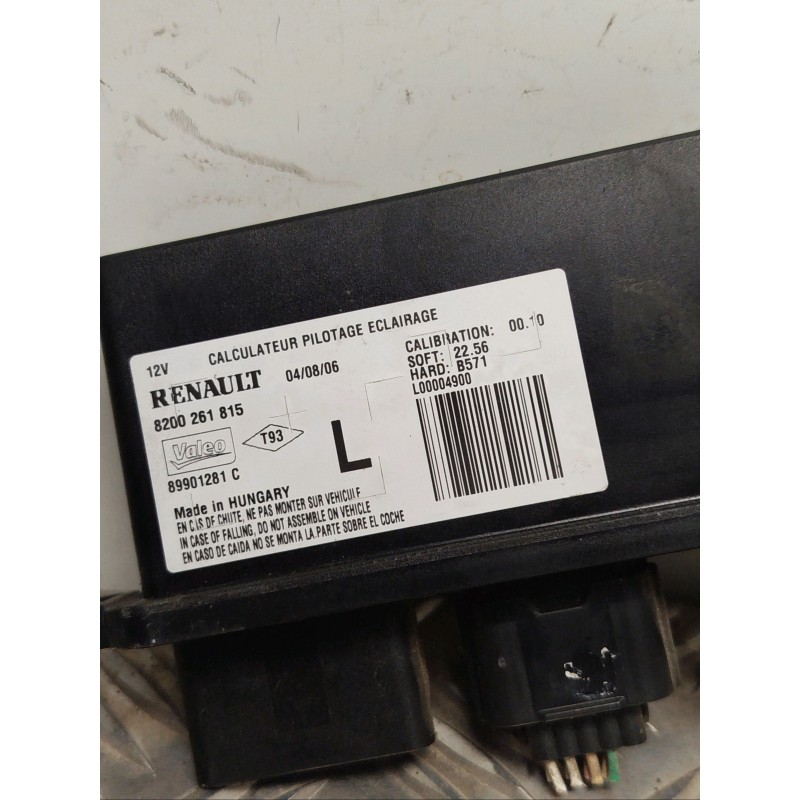 12V CALCULATEUR PILOTAGE ECLAIRAGE
RENAULT 04/08/06
8200 261 815
Valeo T93
89901281 C
L
CALIBRATION: 00.10
SOFT: 22.56
HARD: B571
L00004900
Made in HUNGARY
EN CAS DE CHUTE, NE PAS MONTER SUR VEHICULE
IN CASE OF FALLING, DO NOT ASSEMBLE ON VEHICLE
EN CASO DE CAIDA NO SE MONTA LA PARTE SOBRE EL COCHE